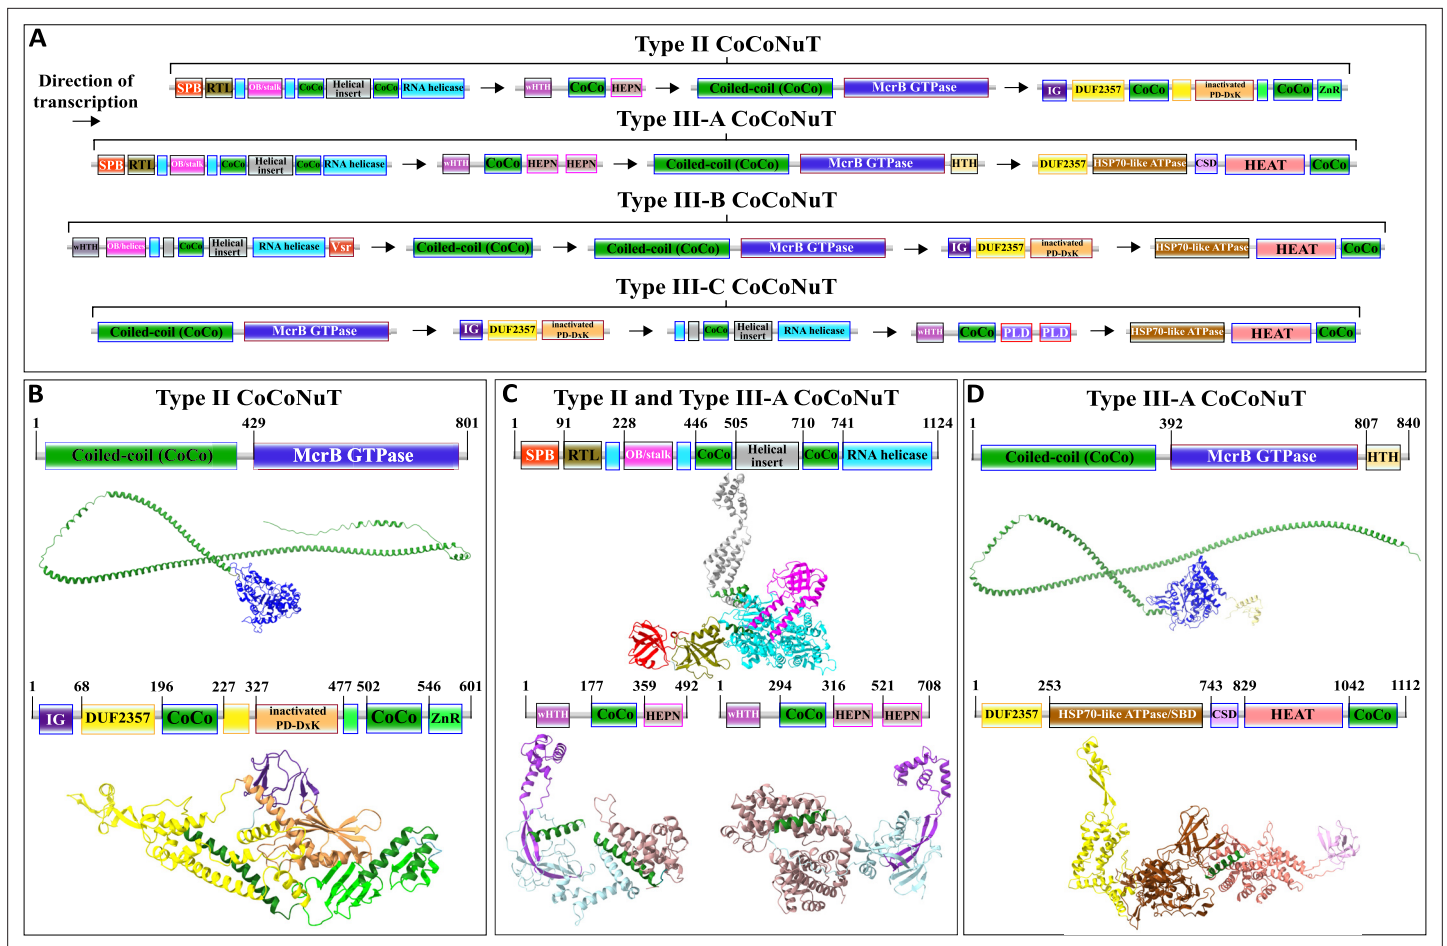 A
Type II CoCoNuT
Direction of
transcription
SPB RTL OB/stalk CoCo Helical insert CoCo RNA helicase wHTH CoCo HEPN Coiled-coil (CoCo) McrB GTPase IG DUF2357 CoCo inactivated PD-DxK CoCo ZnR
Type III-A CoCoNuT
SPB RTL OB/stalk CoCo Helical insert CoCo RNA helicase wHTH CoCo HEPN HEPN Coiled-coil (CoCo) McrB GTPase HTH DUF2357 HSP70-like ATPase CSD HEAT CoCo
Type III-B CoCoNuT
wHTH OB/helices CoCo Helical insert RNA helicase Vsr Coiled-coil (CoCo) Coiled-coil (CoCo) McrB GTPase IG DUF2357 inactivated PD-DxK HSP70-like ATPase HEAT CoCo
Type III-C CoCoNuT
Coiled-coil (CoCo) McrB GTPase IG DUF2357 inactivated PD-DxK CoCo Helical insert RNA helicase wHTH CoCo PLD PLD HSP70-like ATPase HEAT CoCo
B
Type II CoCoNuT
1 429 801
Coiled-coil (CoCo) McrB GTPase
1 68 196 227 327 477 502 546 601
IG DUF2357 CoCo inactivated PD-DxK CoCo ZnR
C
Type II and Type III-A CoCoNuT
1 91 228 446 505 710 741 1124
SPB RTL OB/stalk CoCo Helical insert CoCo RNA helicase
1 177 359 492 1 294 316 521 708
wHTH CoCo HEPN wHTH CoCo HEPN HEPN
D
Type III-A CoCoNuT
1 392 807 840
Coiled-coil (CoCo) McrB GTPase HTH
1 253 743 829 1042 1112
DUF2357 HSP70-like ATPase/SBD CSD HEAT CoCo